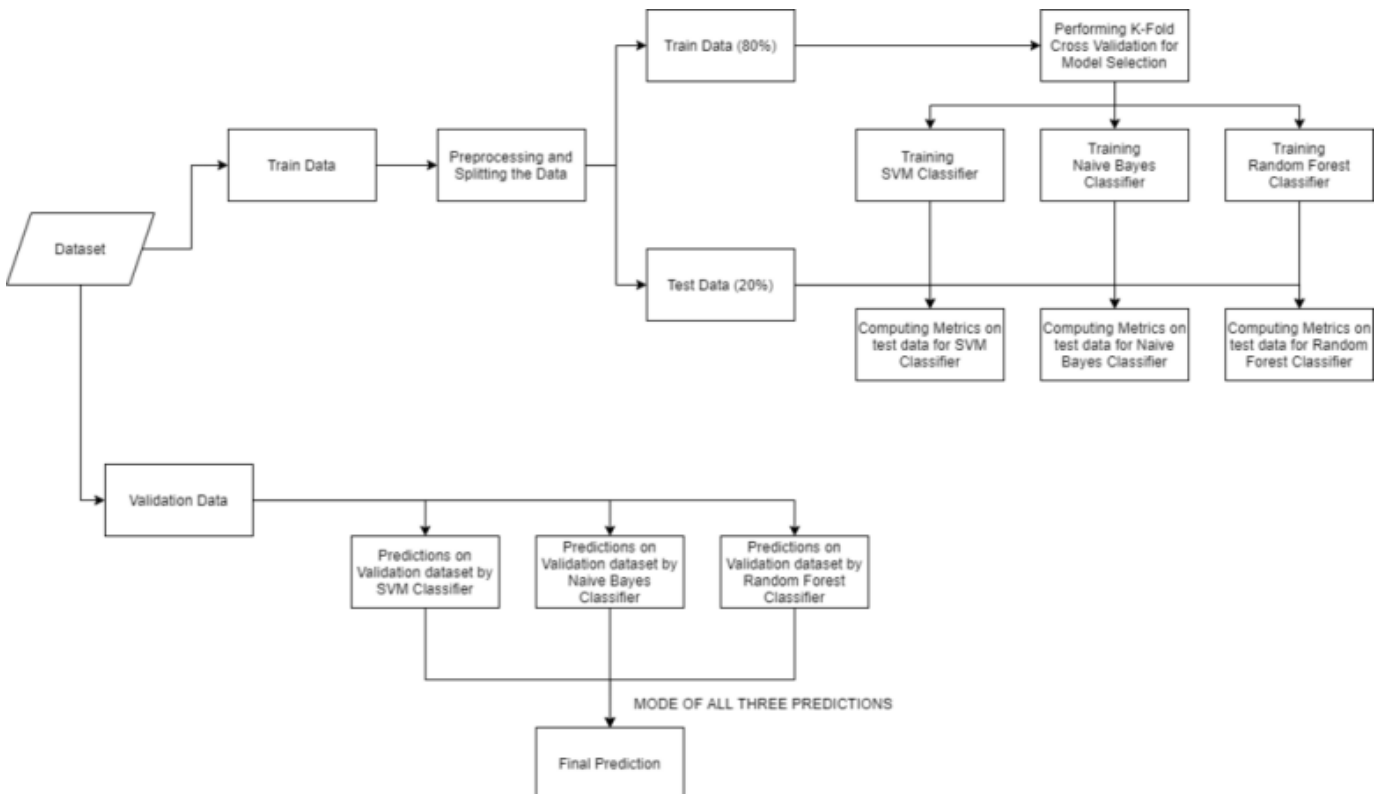 Train Data (80%)
Performing K-Fold
Cross Validation for
Model Selection
Train Data
Preprocessing and
Splitting the Data
Training
SVM Classifier
Training
Naive Bayes
Classifier
Training
Random Forest
Classifier
Dataset
Test Data (20%)
Computing Metrics on
test data for SVM
Classifier
Computing Metrics on
test data for Naive
Bayes Classifier
Computing Metrics on
test data for Random
Forest Classifier
Validation Data
Predictions on
Validation dataset by
SVM Classifier
Predictions on
Validation dataset by
Naive Bayes
Classifier
Predictions on
Validation dataset by
Random Forest
Classifier
MODE OF ALL THREE PREDICTIONS
Final Prediction